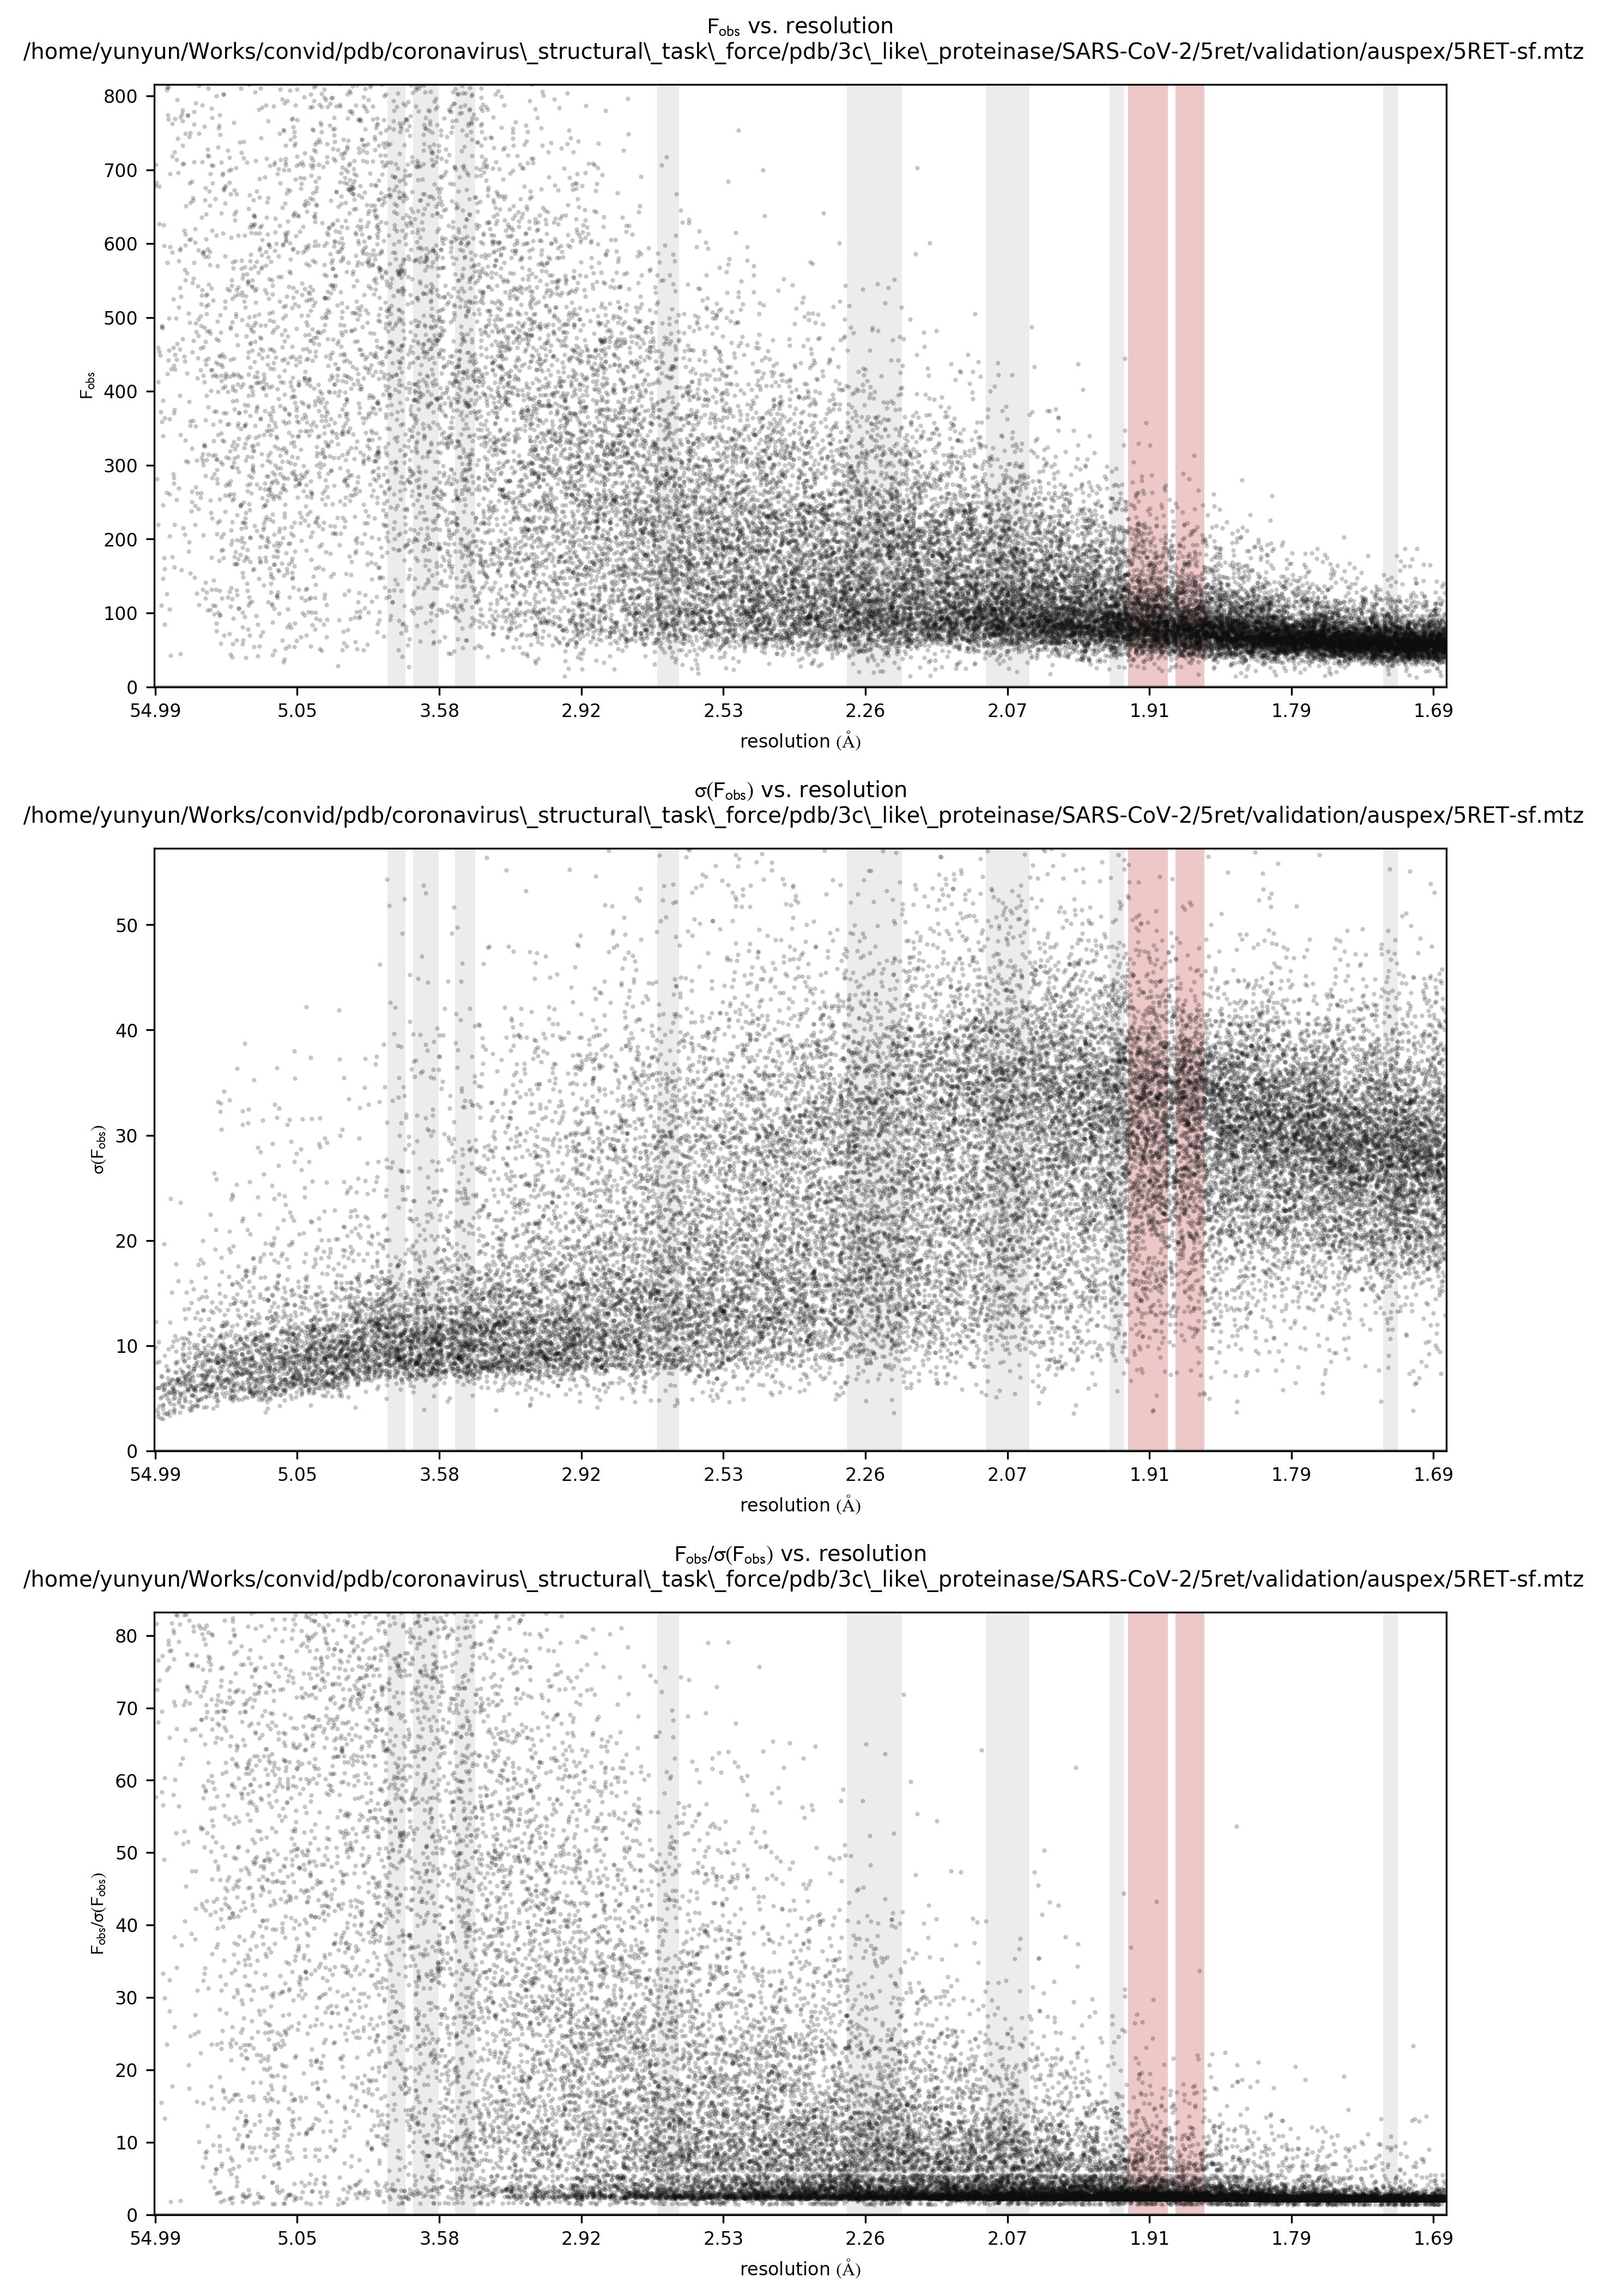 F_obs vs. resolution
/home/yunyun/Works/convid/pdb/coronavirus\_structural\_task\_force/pdb/3c\_like\_proteinase/SARS-CoV-2/5ret/validation/auspex/5RET-sf.mtz
800
700
600
500
400
300
200
100
0
F_obs
54.99 5.05 3.58 2.92 2.53 2.26 2.07 1.91 1.79 1.69
resolution (Å)
σ(F_obs) vs. resolution
/home/yunyun/Works/convid/pdb/coronavirus\_structural\_task\_force/pdb/3c\_like\_proteinase/SARS-CoV-2/5ret/validation/auspex/5RET-sf.mtz
50
40
30
20
10
0
σ(F_obs)
54.99 5.05 3.58 2.92 2.53 2.26 2.07 1.91 1.79 1.69
resolution (Å)
F_obs/σ(F_obs) vs. resolution
/home/yunyun/Works/convid/pdb/coronavirus\_structural\_task\_force/pdb/3c\_like\_proteinase/SARS-CoV-2/5ret/validation/auspex/5RET-sf.mtz
80
70
60
50
40
30
20
10
0
F_obs/σ(F_obs)
54.99 5.05 3.58 2.92 2.53 2.26 2.07 1.91 1.79 1.69
resolution (Å)